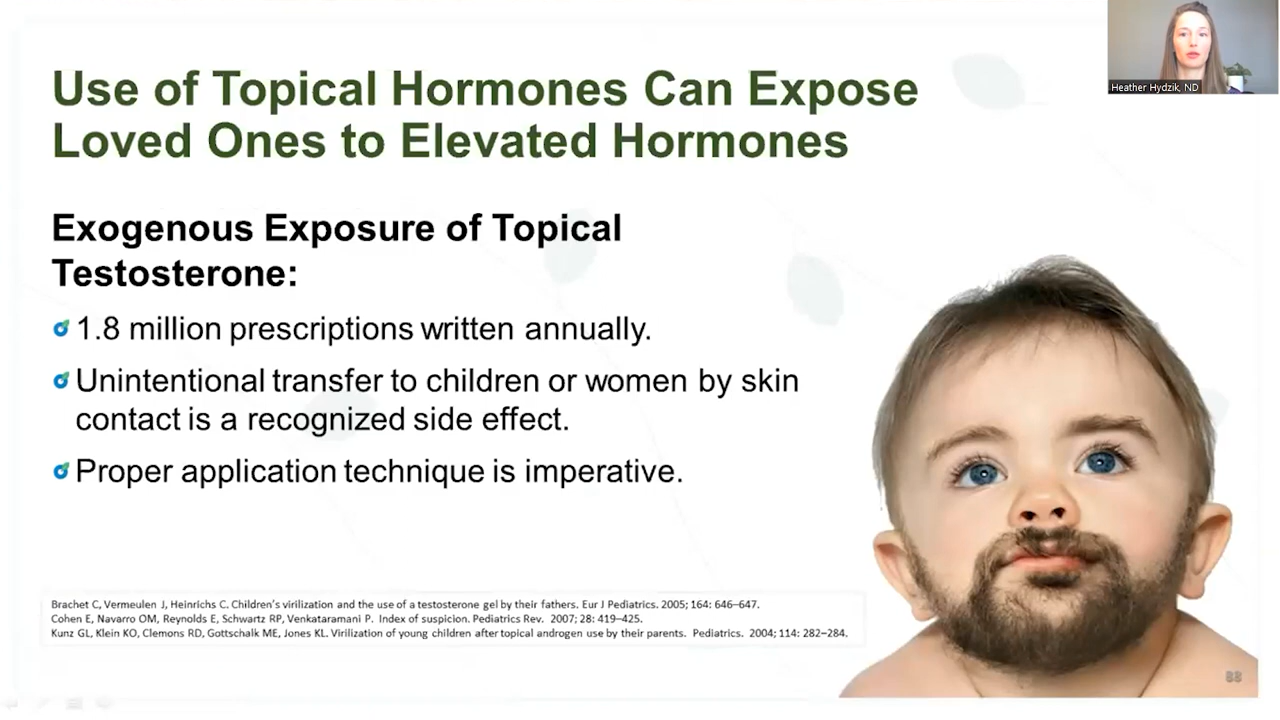 Heather Hydzik, ND
Use of Topical Hormones Can Expose
Loved Ones to Elevated Hormones
Exogenous Exposure of Topical
Testosterone:
1.8 million prescriptions written annually.
Unintentional transfer to children or women by skin
contact is a recognized side effect.
Proper application technique is imperative.
Brachet C, Vermeulen J, Heinrichs C. Children's virilization and the use of a testosterone gel by their fathers. Eur J Pediatrics. 2005; 164: 646–647.
Cohen E, Navarro OM, Reynolds E, Schwartz RP, Venkataramani P. Index of suspicion. Pediatrics Rev. 2007; 28: 419–425.
Kunz GL, Klein KO, Clemons RD, Gottschalk ME, Jones KL. Virilization of young children after topical androgen use by their parents. Pediatrics. 2004; 114: 282–284.
88